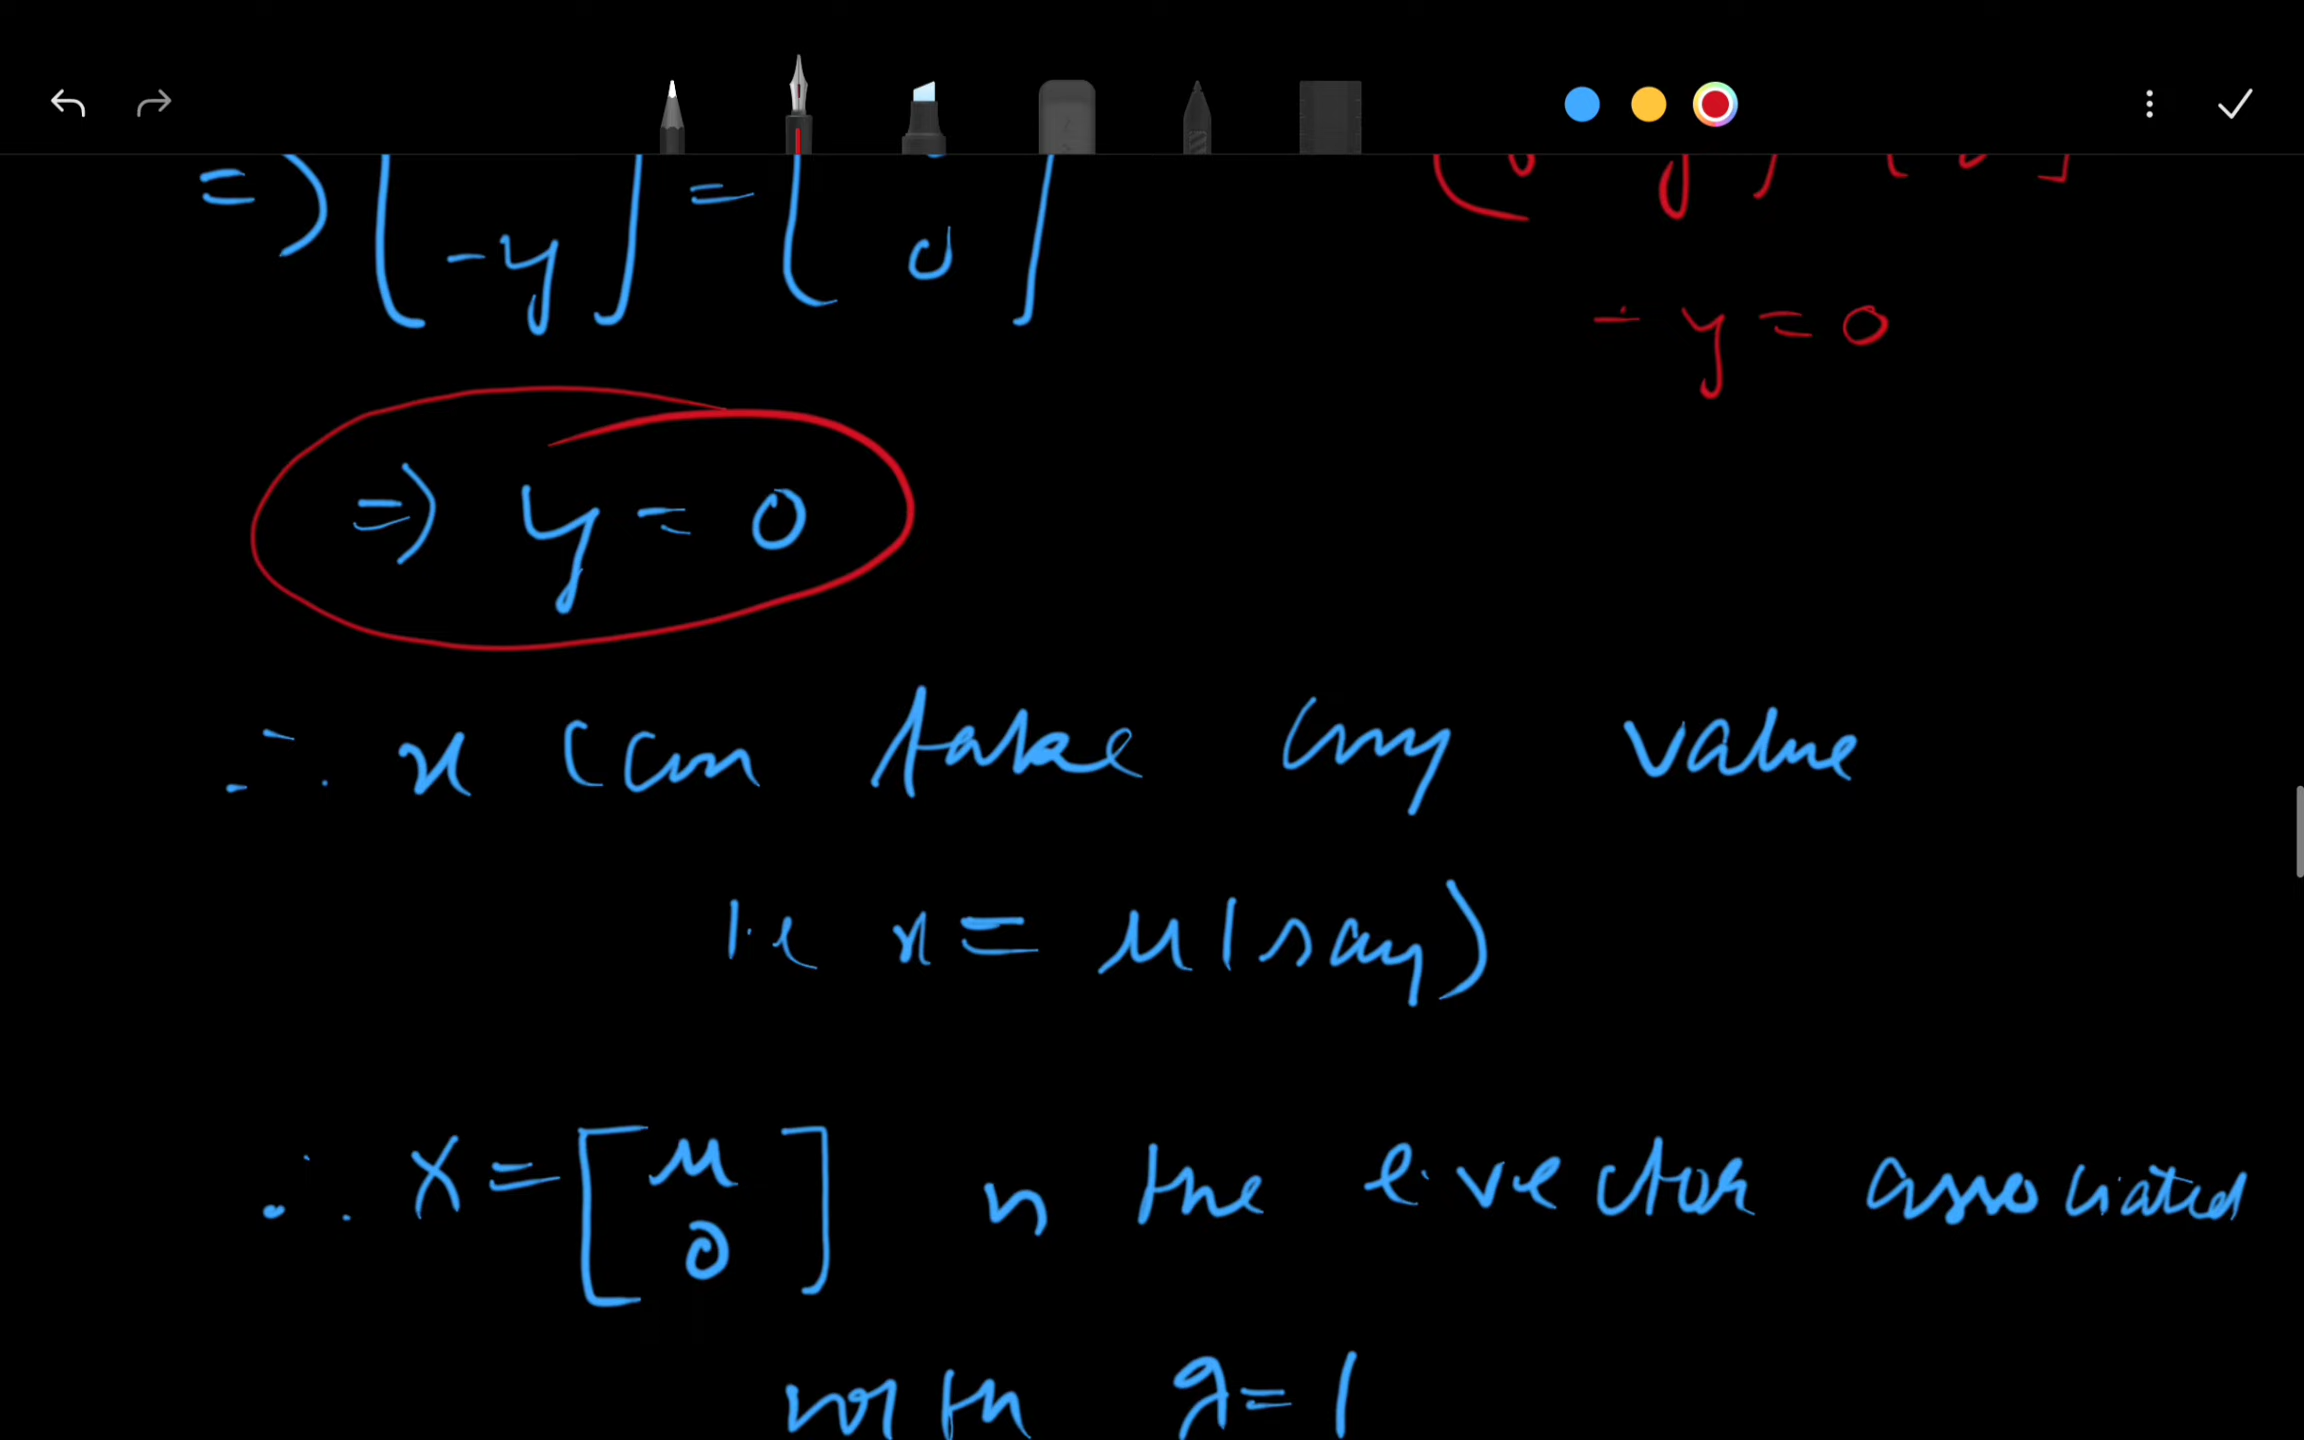 ⇒ [ -y ] = [ 0 ]
- y = 0
⇒ y = 0
∴ x can take any value
i.e x = μ (say)
∴ X = [ μ 0 ] is the e.vector associated
with λ = 1